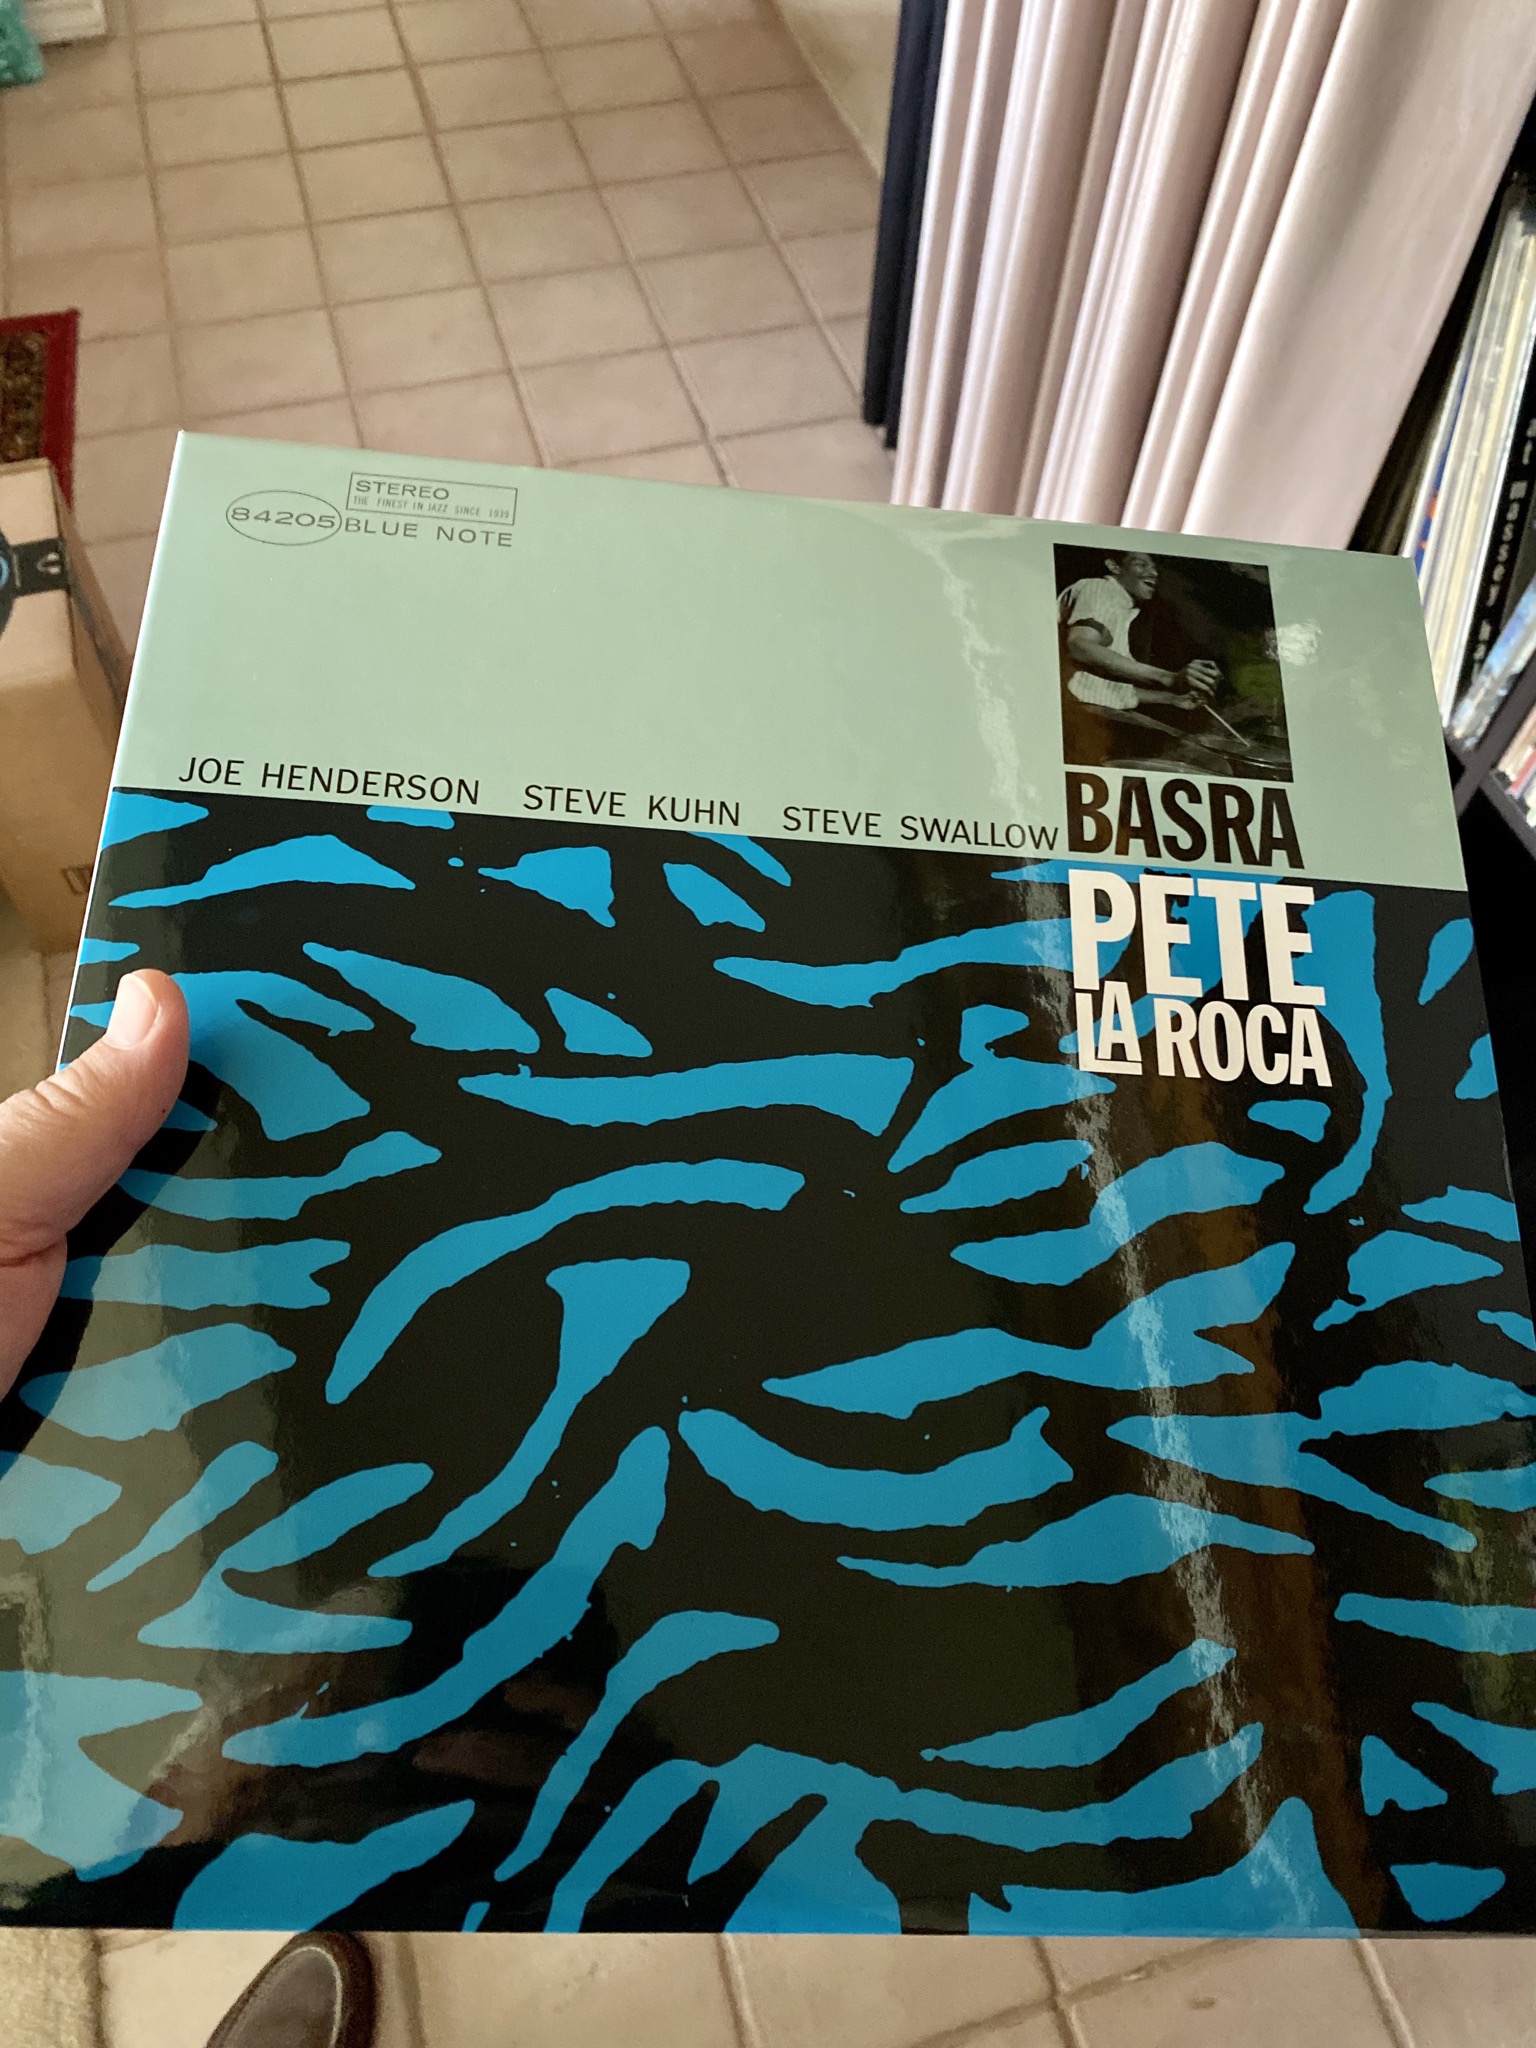 STEREO
THE FINEST IN JAZZ SINCE 1939
84205 BLUE NOTE
JOE HENDERSON STEVE KUHN STEVE SWALLOW BASRA
PETE
LA ROCA